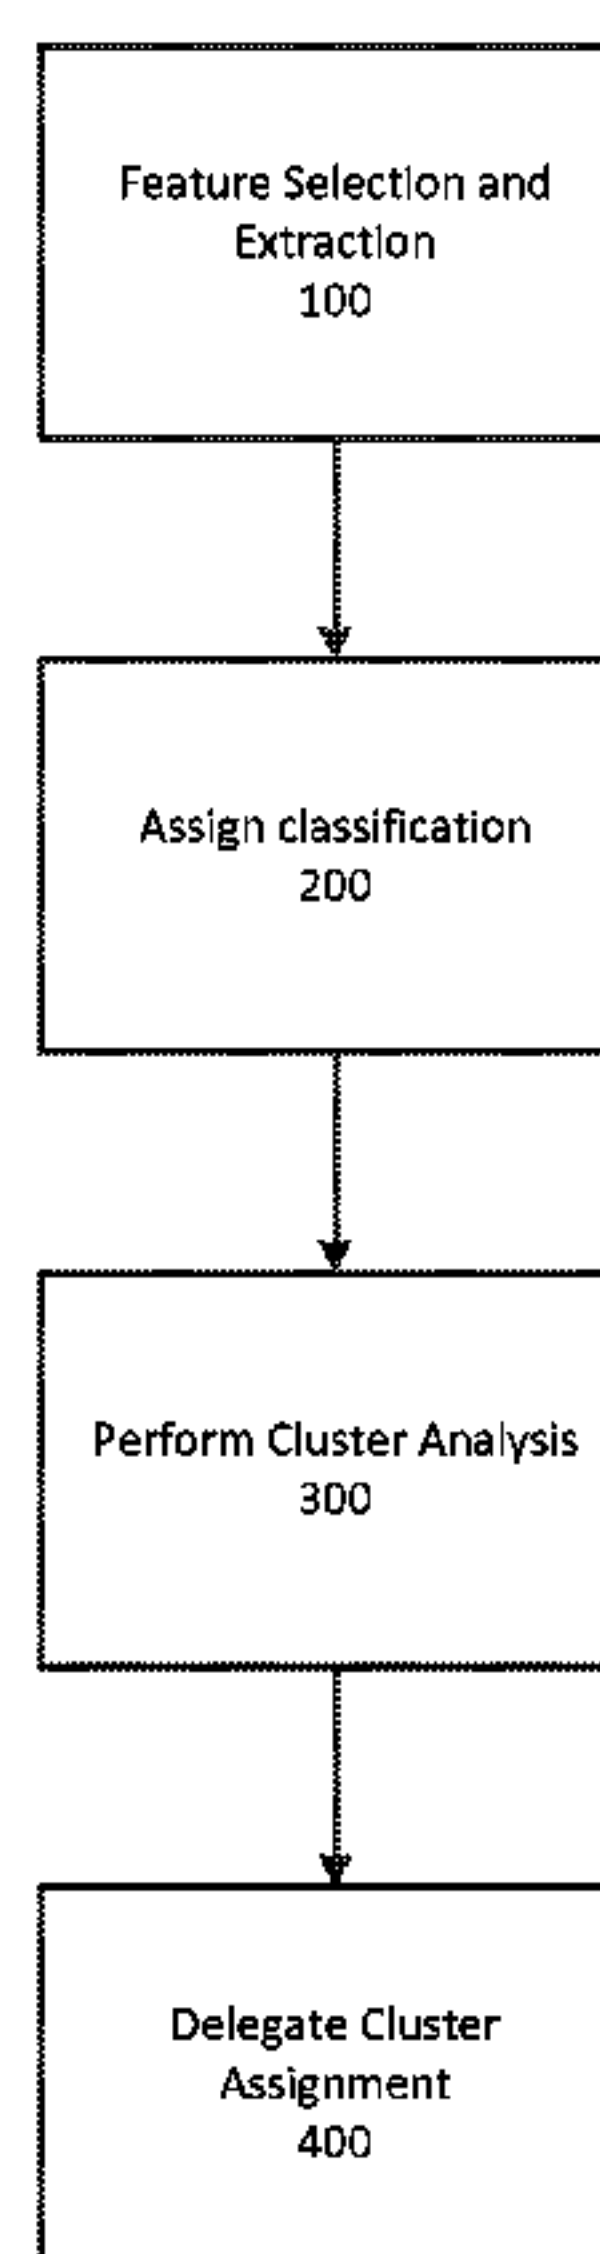 Feature Selection and
Extraction
100
Assign classification
200
Perform Cluster Analysis
300
Delegate Cluster
Assignment
400